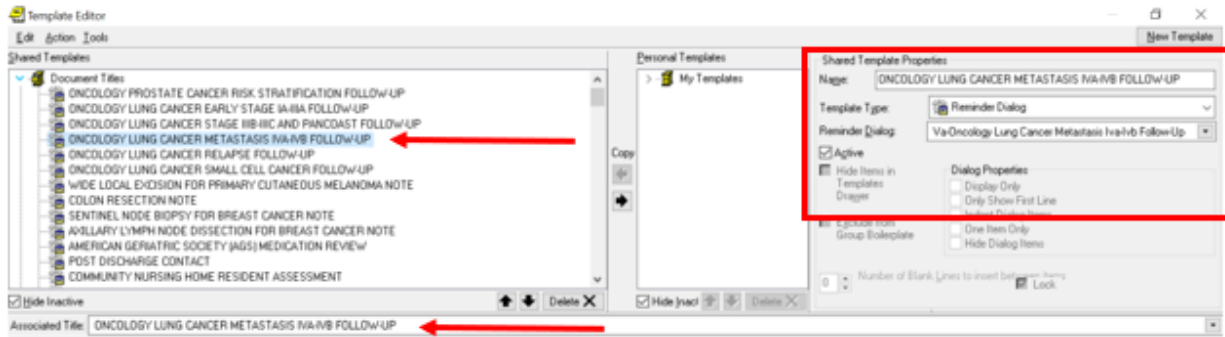 Template Editor
Edit Action Tools
New Template
Shared Templates
Document Titles
ONCOLOGY PROSTATE CANCER RISK STRATIFICATION FOLLOW-UP
ONCOLOGY LUNG CANCER EARLY STAGE IA-IIIA FOLLOW-UP
ONCOLOGY LUNG CANCER STAGE IIIB-IIIC AND PANCOAST FOLLOW-UP
ONCOLOGY LUNG CANCER METASTASIS IVA-IVB FOLLOW-UP
ONCOLOGY LUNG CANCER RELAPSE FOLLOW-UP
ONCOLOGY LUNG CANCER SMALL CELL CANCER FOLLOW-UP
WIDE LOCAL EXCISION FOR PRIMARY CUTANEOUS MELANOMA NOTE
COLON RESECTION NOTE
SENTINEL NODE BIOPSY FOR BREAST CANCER NOTE
AXILLARY LYMPH NODE DISSECTION FOR BREAST CANCER NOTE
AMERICAN GERIATRIC SOCIETY (AGS) MEDICATION REVIEW
POST DISCHARGE CONTACT
COMMUNITY NURSING HOME RESIDENT ASSESSMENT
Hide Inactive
Delete
Copy
Personal Templates
My Templates
Hide Inact
Delete
Shared Template Properties
Name: ONCOLOGY LUNG CANCER METASTASIS IVA-IVB FOLLOW-UP
Template Type: Reminder Dialog
Reminder Dialog: Va-Oncology Lung Cancer Metastasis Iva-Ivb Follow-Up
Active
Hide Items in Templates Drawer
Dialog Properties
Display Only
Only Show First Line
Indent Dialog Items
One Item Only
Hide Dialog Items
Exclude from
Group Boilerplate
0 Number of Blank Lines to insert between items
Lock
Associated Title: ONCOLOGY LUNG CANCER METASTASIS IVA-IVB FOLLOW-UP